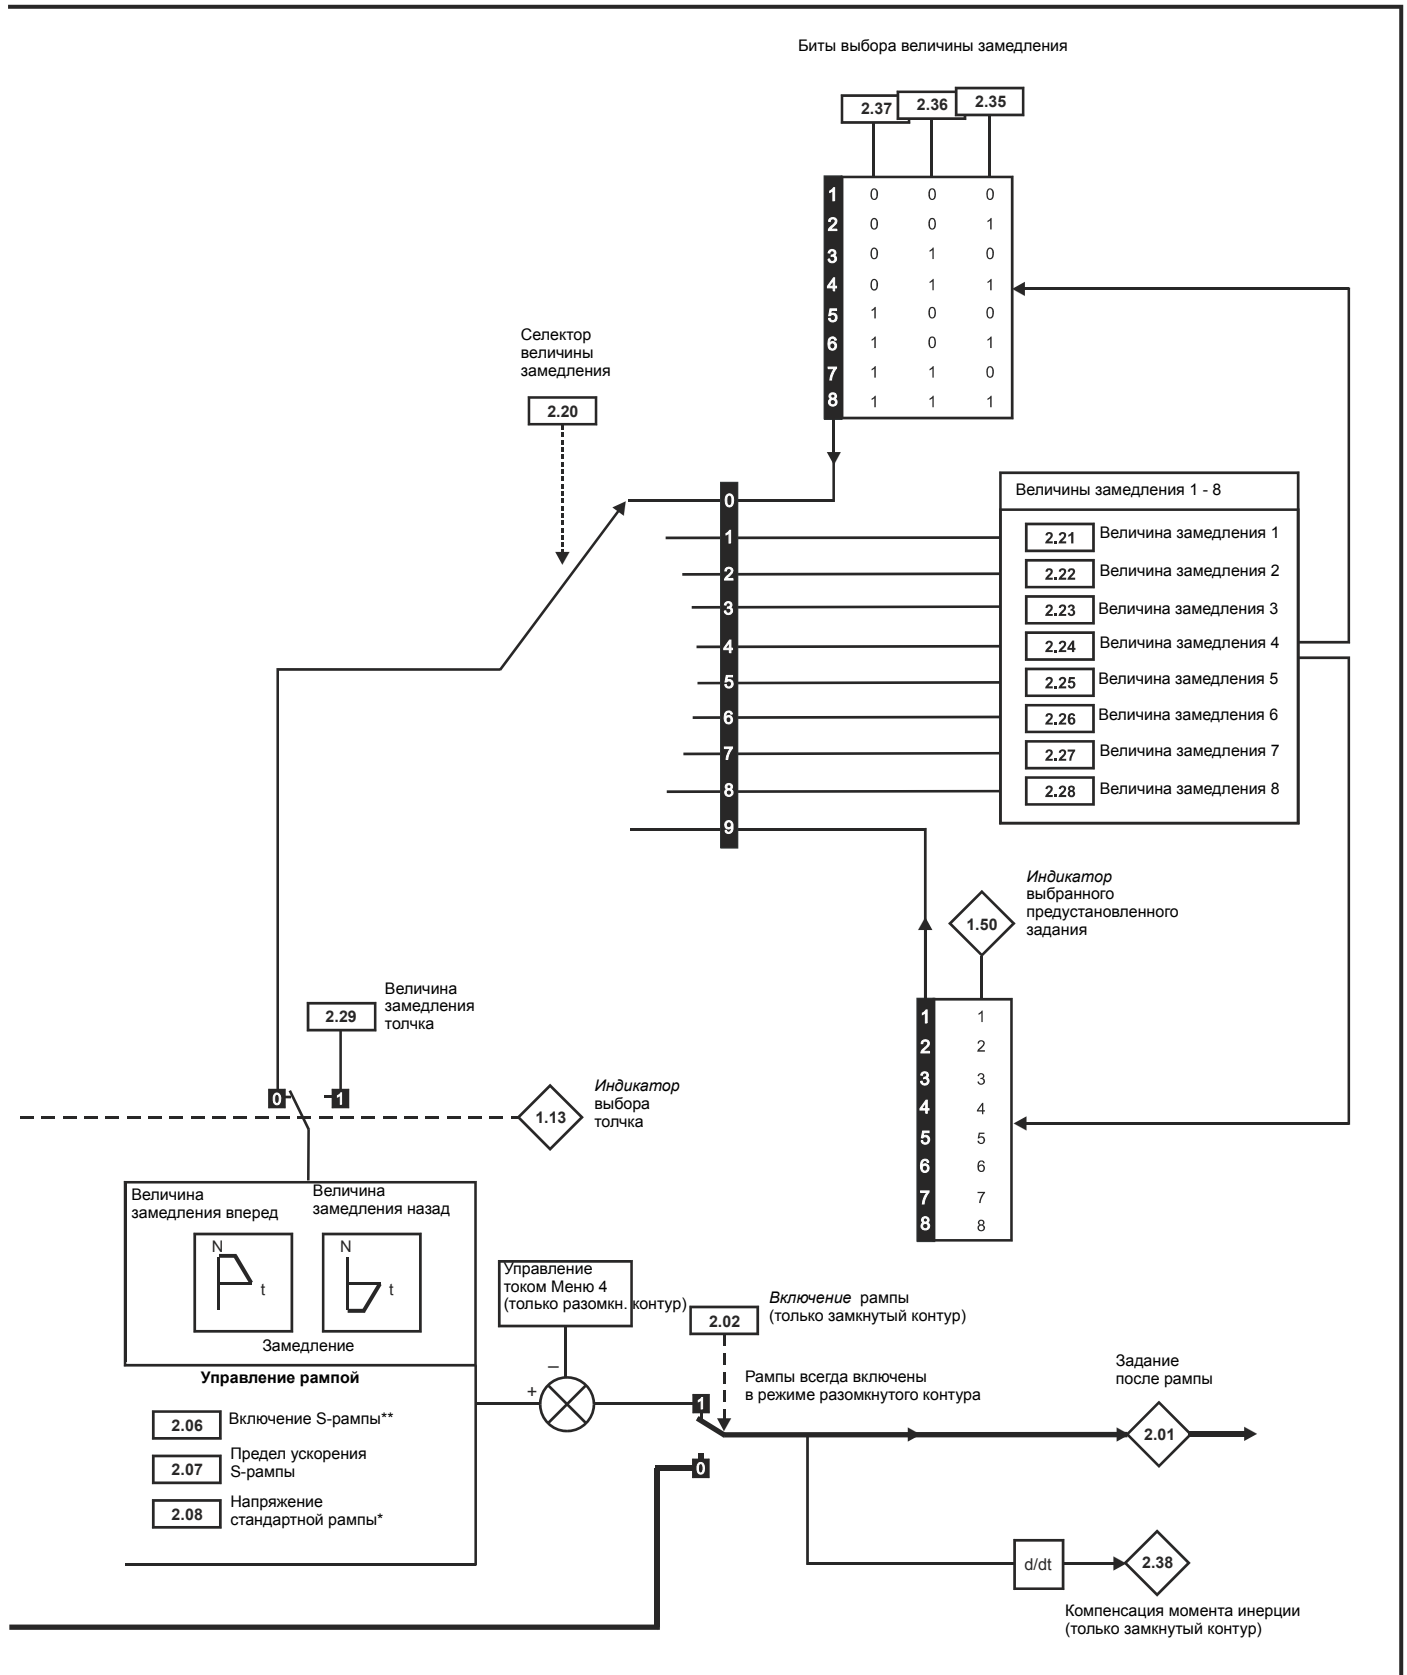 Биты выбора величины замедления
2.37 2.36 2.35
1 0 0 0
2 0 0 1
3 0 1 0
4 0 1 1
5 1 0 0
6 1 0 1
7 1 1 0
8 1 1 1
Селектор
величины
замедления
2.20
0
1
2
3
4
5
6
7
8
9
Величины замедления 1 - 8
2.21 Величина замедления 1
2.22 Величина замедления 2
2.23 Величина замедления 3
2.24 Величина замедления 4
2.25 Величина замедления 5
2.26 Величина замедления 6
2.27 Величина замедления 7
2.28 Величина замедления 8
Индикатор
выбранного
предустановленного
задания
1.50
1 1
2 2
3 3
4 4
5 5
6 6
7 7
8 8
Величина
замедления
толчка
2.29
0 1
1.13
Индикатор
выбора
толчка
Величина
замедления вперед
Величина
замедления назад
N t
N t
Замедление
Управление рампой
2.06 Включение S-рампы**
2.07 Предел ускорения
S-рампы
2.08 Напряжение
стандартной рампы*
Управление
током Меню 4
(только разомкн. контур)
–
+
2.02
Включение рампы
(только замкнутый контур)
Рампы всегда включены
в режиме разомкнутого контура
1
0
Задание
после рампы
2.01
d/dt
2.38
Компенсация момента инерции
(только замкнутый контур)